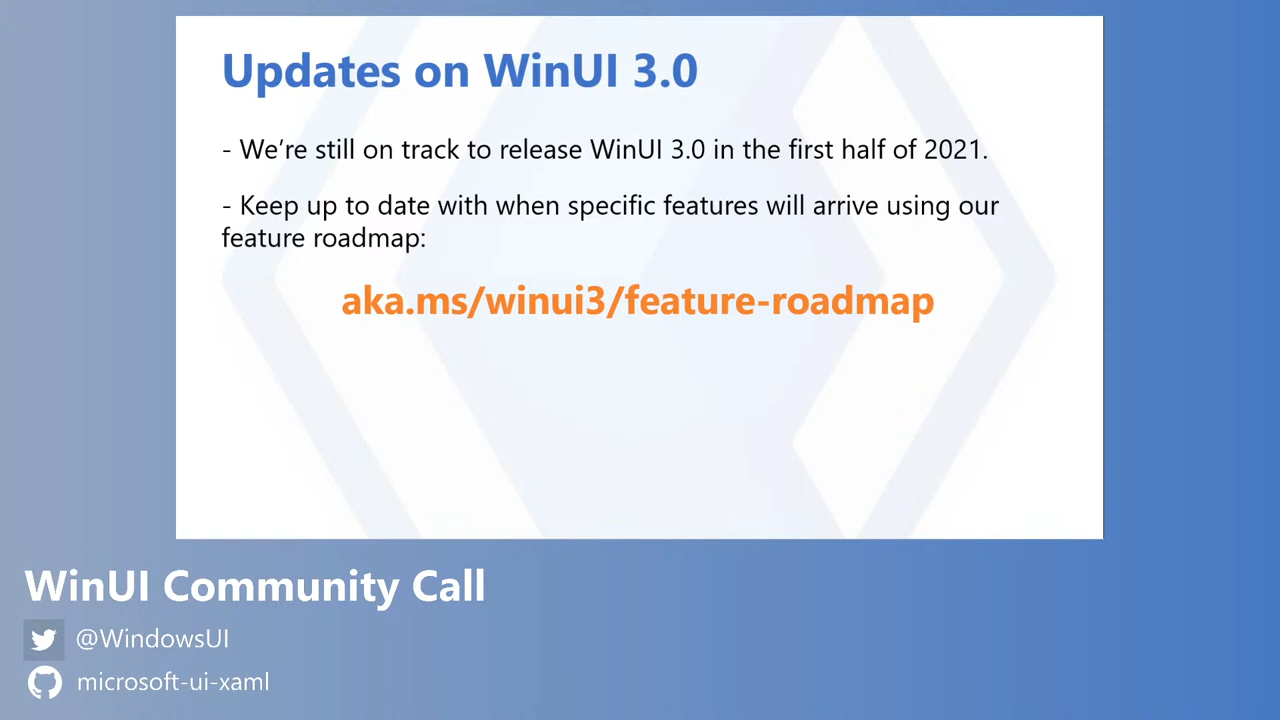 Updates on WinUI 3.0
- We’re still on track to release WinUI 3.0 in the first half of 2021.
- Keep up to date with when specific features will arrive using our
feature roadmap:
aka.ms/winui3/feature-roadmap
WinUI Community Call
@WindowsUI
microsoft-ui-xaml